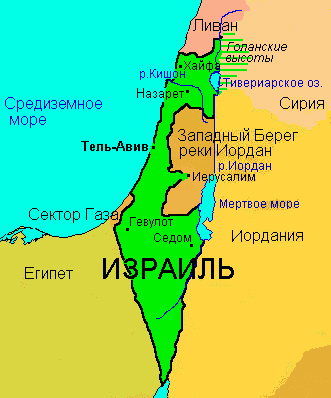 Ливан
Голанские
высоты
Хайфа
р.Кишон
Назарет
Тивериарское оз.
Средиземное
море
Сирия
Западный Берег
реки Иордан
Тель-Авив
р.Иордан
Иерусалим
Мертвое море
Сектор Газа
Гевулот
Седом
Иордания
Египет
ИЗРАИЛЬ